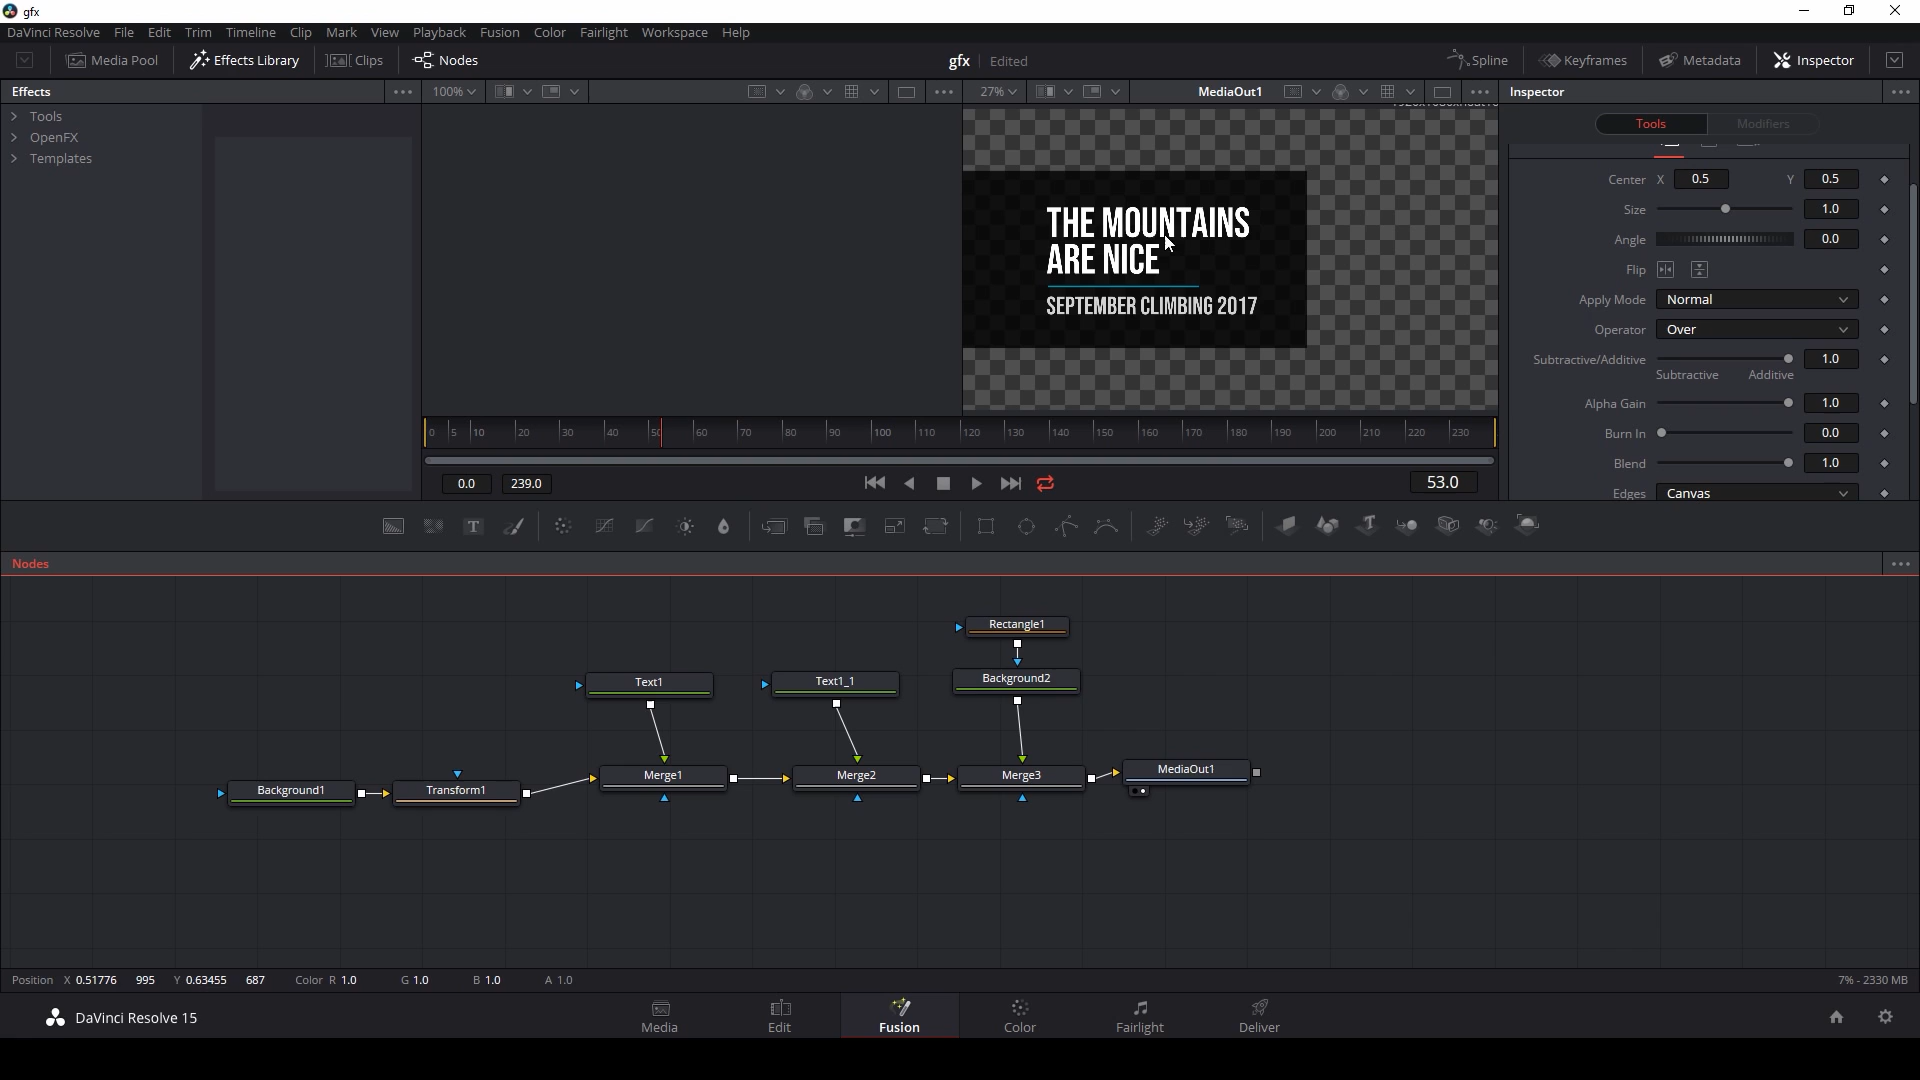 gfx
DaVinci Resolve File Edit Trim Timeline Clip Mark View Playback Fusion Color Fairlight Workspace Help
Media Pool Effects Library Clips Nodes gfx Edited Spline Keyframes Metadata Inspector
Effects 100% 27% MediaOut1 Inspector
Tools
OpenFX
Templates
THE MOUNTAINS
ARE NICE
SEPTEMBER CLIMBING 2017
Tools Modifiers
Center X 0.5 Y 0.5
Size 1.0
Angle 0.0
Flip
Apply Mode Normal
Operator Over
Subtractive/Additive 1.0
Subtractive Additive
Alpha Gain 1.0
Burn In 0.0
Blend 1.0
Edges Canvas
0 5 10 20 30 40 60 70 80 90 100 110 120 130 140 150 160 170 180 190 200 210 220 230
0.0 239.0 53.0
Nodes
Rectangle1
Text1 Text1_1 Background2
Background1 Transform1 Merge1 Merge2 Merge3 MediaOut1
Position X 0.51776 995 Y 0.63455 687 Color R 1.0 G 1.0 B 1.0 A 1.0 7% - 2330 MB
DaVinci Resolve 15 Media Edit Fusion Color Fairlight Deliver